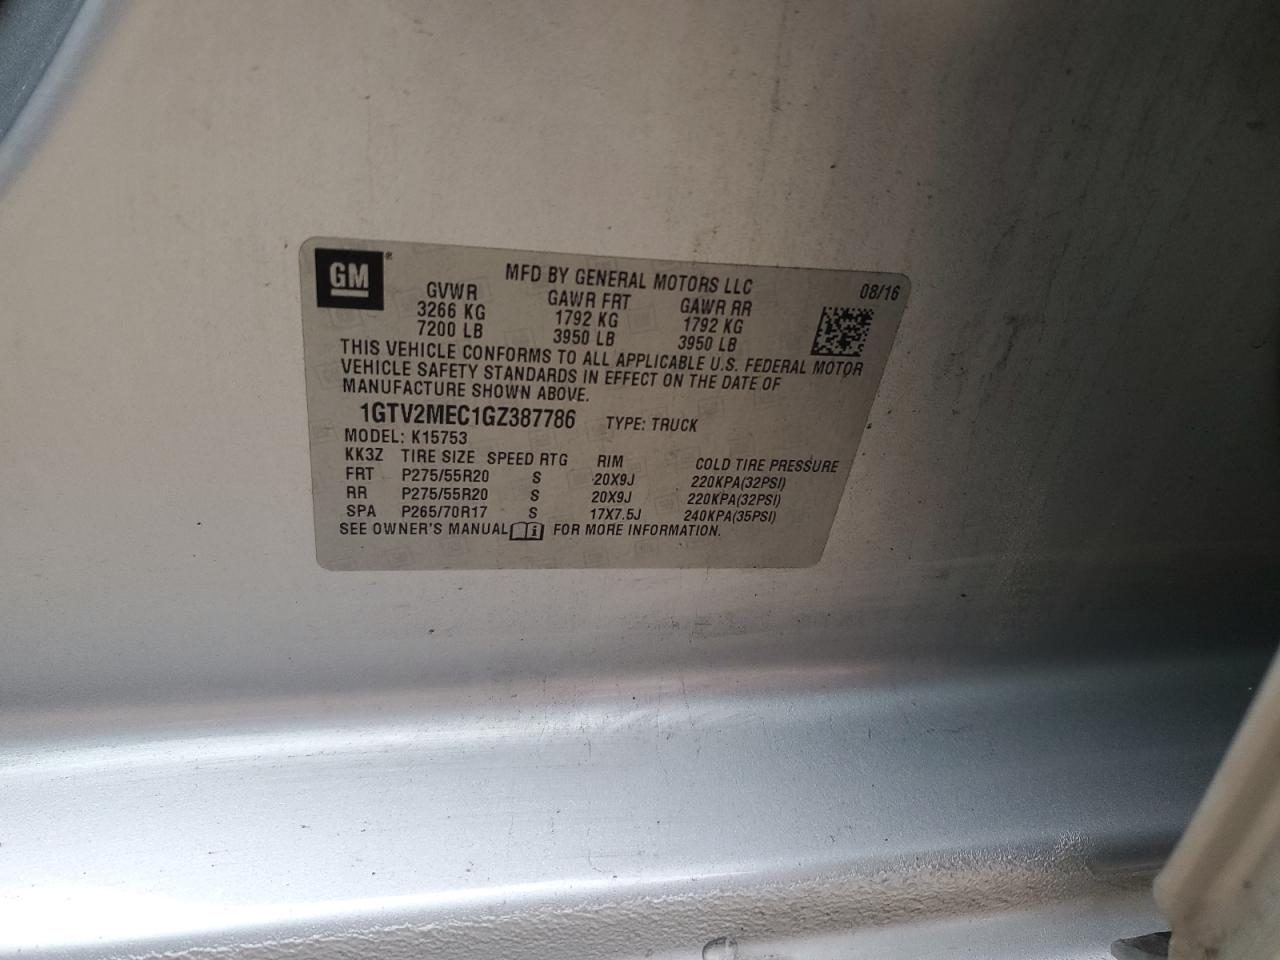 GM®
MFD BY GENERAL MOTORS LLC 08/16
GVWR GAWR FRT GAWR RR
3266 KG 1792 KG 1792 KG
7200 LB 3950 LB 3950 LB
THIS VEHICLE CONFORMS TO ALL APPLICABLE U.S. FEDERAL MOTOR
VEHICLE SAFETY STANDARDS IN EFFECT ON THE DATE OF
MANUFACTURE SHOWN ABOVE.
1GTV2MEC1GZ387786 TYPE: TRUCK
MODEL: K15753
KK3Z TIRE SIZE SPEED RTG RIM COLD TIRE PRESSURE
FRT P275/55R20 S 20X9J 220KPA(32PSI)
RR P275/55R20 S 20X9J 220KPA(32PSI)
SPA P265/70R17 S 17X7.5J 240KPA(35PSI)
SEE OWNER'S MANUAL FOR MORE INFORMATION.